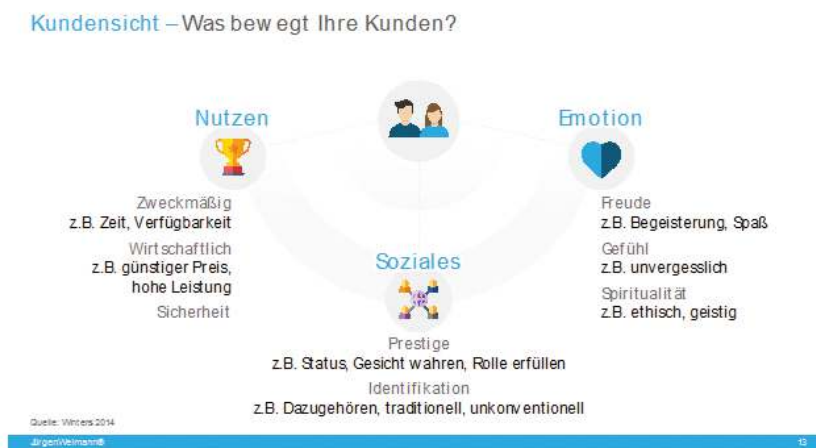 Kundensicht – Was bewegt Ihre Kunden?
Nutzen
Zweckmäßig
z.B. Zeit, Verfügbarkeit
Wirtschaftlich
z.B. günstiger Preis,
hohe Leistung
Sicherheit
Soziales
Prestige
z.B. Status, Gesicht wahren, Rolle erfüllen
Identifikation
z.B. Dazugehören, traditionell, unkonventionell
Emotion
Freude
z.B. Begeisterung, Spaß
Gefühl
z.B. unvergesslich
Spiritualität
z.B. ethisch, geistig
Quelle: Winters 2014
JürgenWeimann®
13